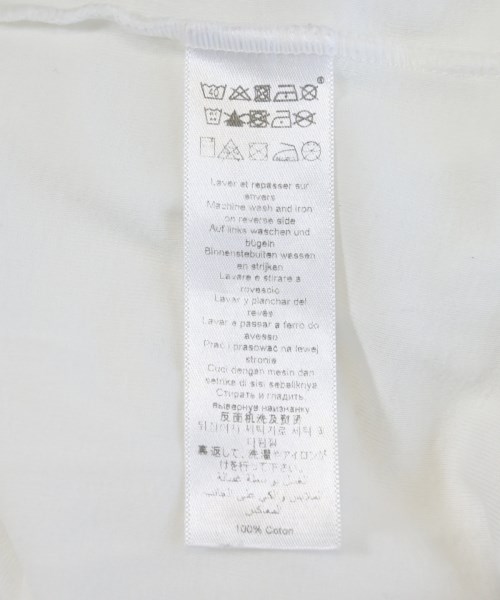 40
Laver et repasser sur
envers
Machine wash and iron
on reverse side
Auf links waschen und
bügeln
Binnenstebuiten wassen
en strijken
Lavare e stirare a
rovescio
Lavar y planchar del
revés
Lavar e passar a ferro do
avesso
Prać i prasować na lewej
stronie
Cuci dengan mesin dan
setrika di sisi sebaliknya
Стирать и гладить,
вывернув наизнанку
反面机洗及熨烫
裏返して、洗濯やアイロンが
けを行って下さい。
100% Coton